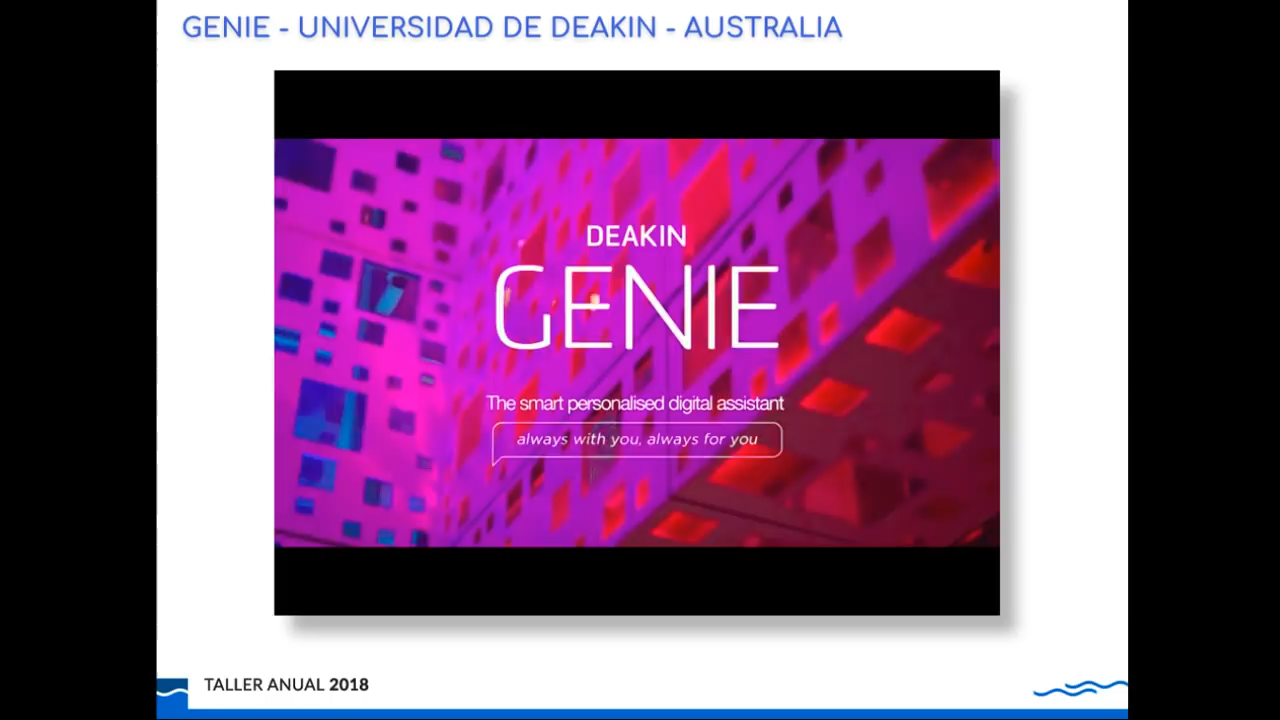 GENIE - UNIVERSIDAD DE DEAKIN - AUSTRALIA
DEAKIN
GENIE
The smart personalised digital assistant
always with you, always for you
TALLER ANUAL 2018